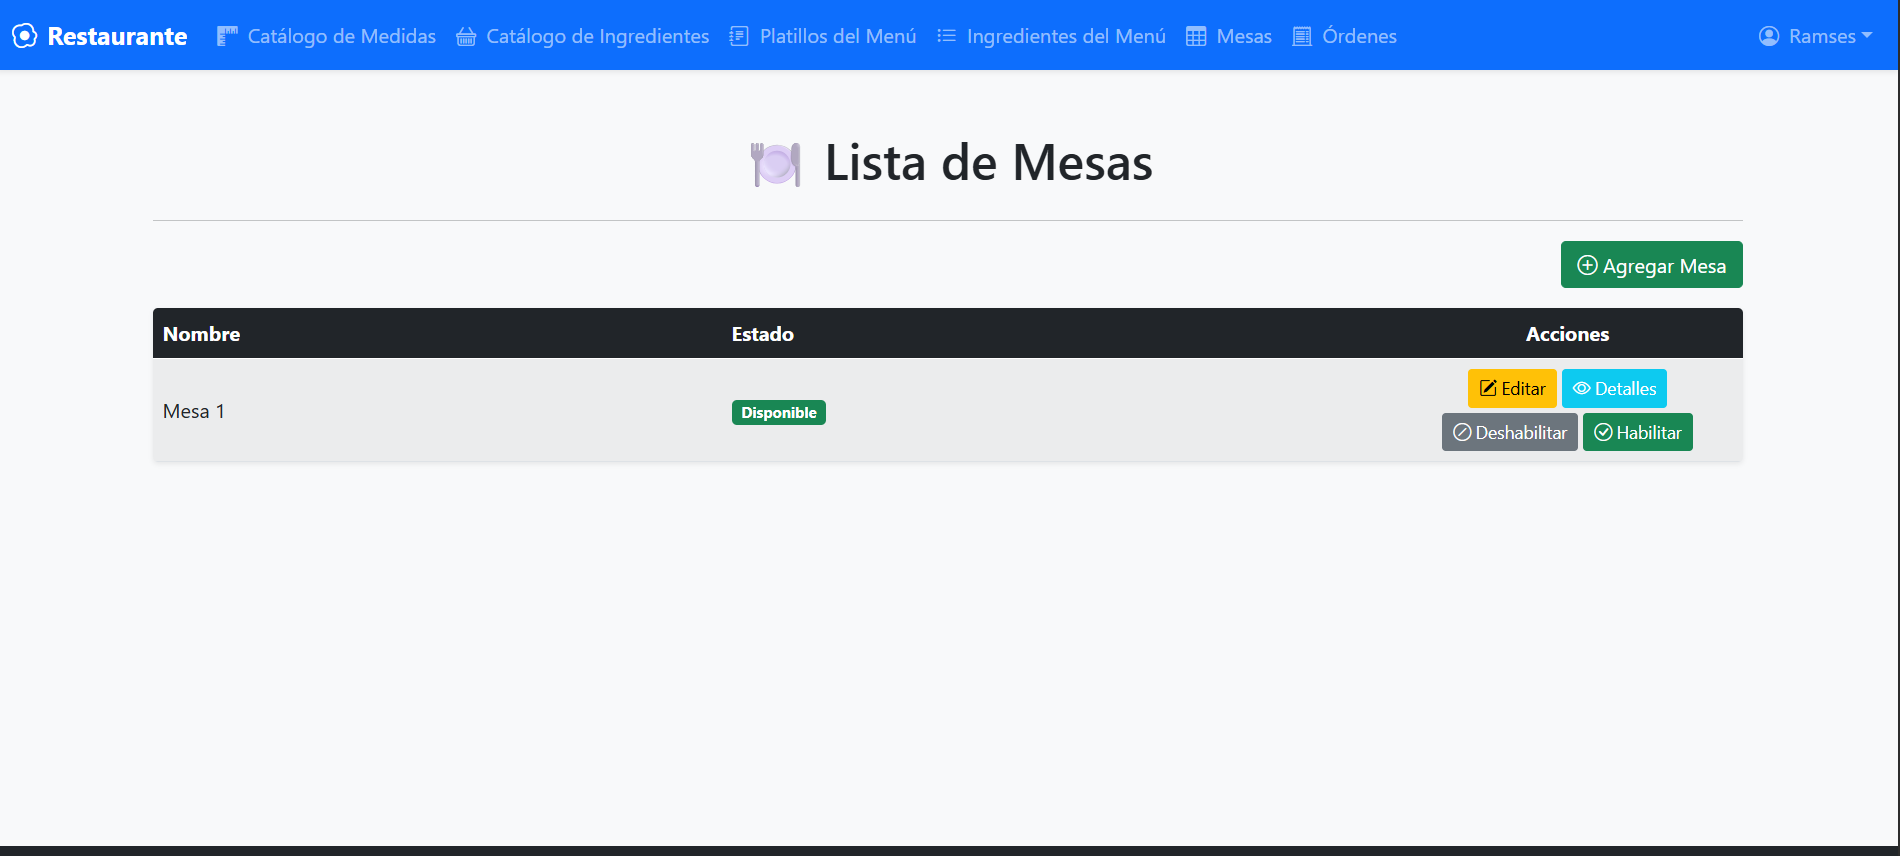 Restaurante Catálogo de Medidas Catálogo de Ingredientes Platillos del Menú Ingredientes del Menú Mesas Órdenes Ramses
Lista de Mesas
Agregar Mesa
Nombre Estado Acciones
Mesa 1 Disponible Editar Detalles
Deshabilitar Habilitar